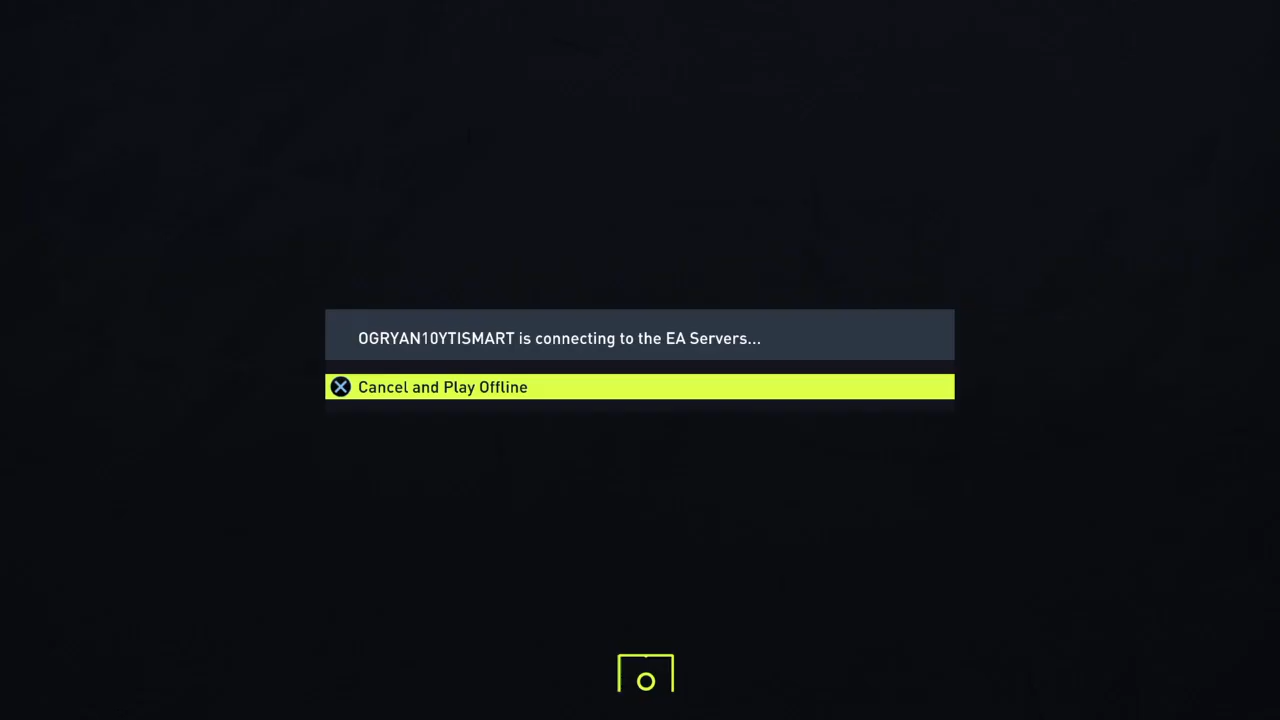 OGRYAN10YTISMART is connecting to the EA Servers...
Cancel and Play Offline